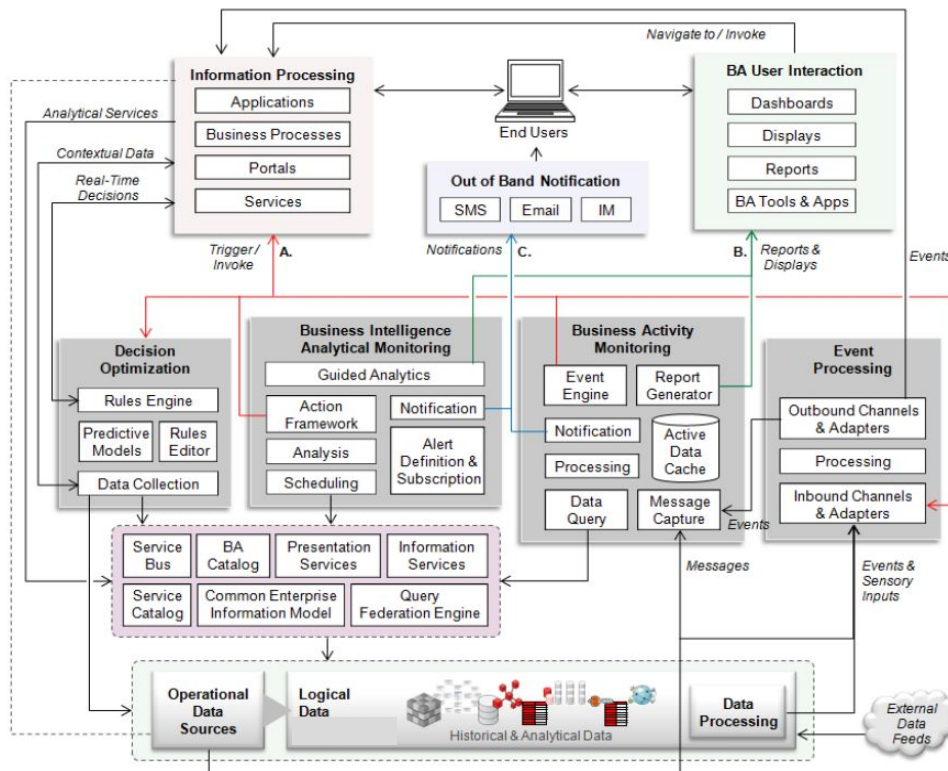 Navigate to / Invoke
Information Processing
Applications
Business Processes
Portals
Services
End Users
BA User Interaction
Dashboards
Displays
Reports
BA Tools & Apps
Analytical Services
Contextual Data
Real-Time
Decisions
Out of Band Notification
SMS
Email
IM
Trigger /
Invoke
A.
Notifications
C.
B.
Reports &
Displays
Events
Decision
Optimization
Rules Engine
Predictive
Models
Rules
Editor
Data Collection
Business Intelligence
Analytical Monitoring
Guided Analytics
Action
Framework
Notification
Analysis
Alert
Definition &
Subscription
Scheduling
Business Activity
Monitoring
Event
Engine
Report
Generator
Notification
Active
Data
Cache
Processing
Data
Query
Message
Capture
Event
Processing
Outbound Channels
& Adapters
Processing
Inbound Channels
& Adapters
Events
Messages
Events &
Sensory
Inputs
Service
Bus
BA
Catalog
Presentation
Services
Information
Services
Service
Catalog
Common Enterprise
Information Model
Query
Federation Engine
Operational
Data
Sources
Logical
Data
Historical & Analytical Data
Data
Processing
External
Data
Feeds